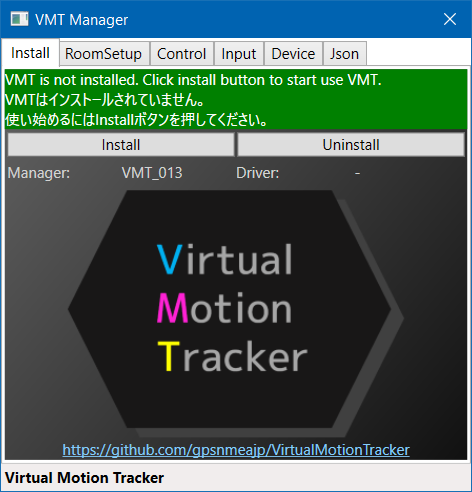 VMT Manager
Install RoomSetup Control Input Device Json
VMT is not installed. Click install button to start use VMT.
VMTはインストールされていません。
使い始めるにはInstallボタンを押してください。
Install Uninstall
Manager: VMT_013 Driver: -
Virtual
Motion
Tracker
https://github.com/gpsnmeajp/VirtualMotionTracker
Virtual Motion Tracker